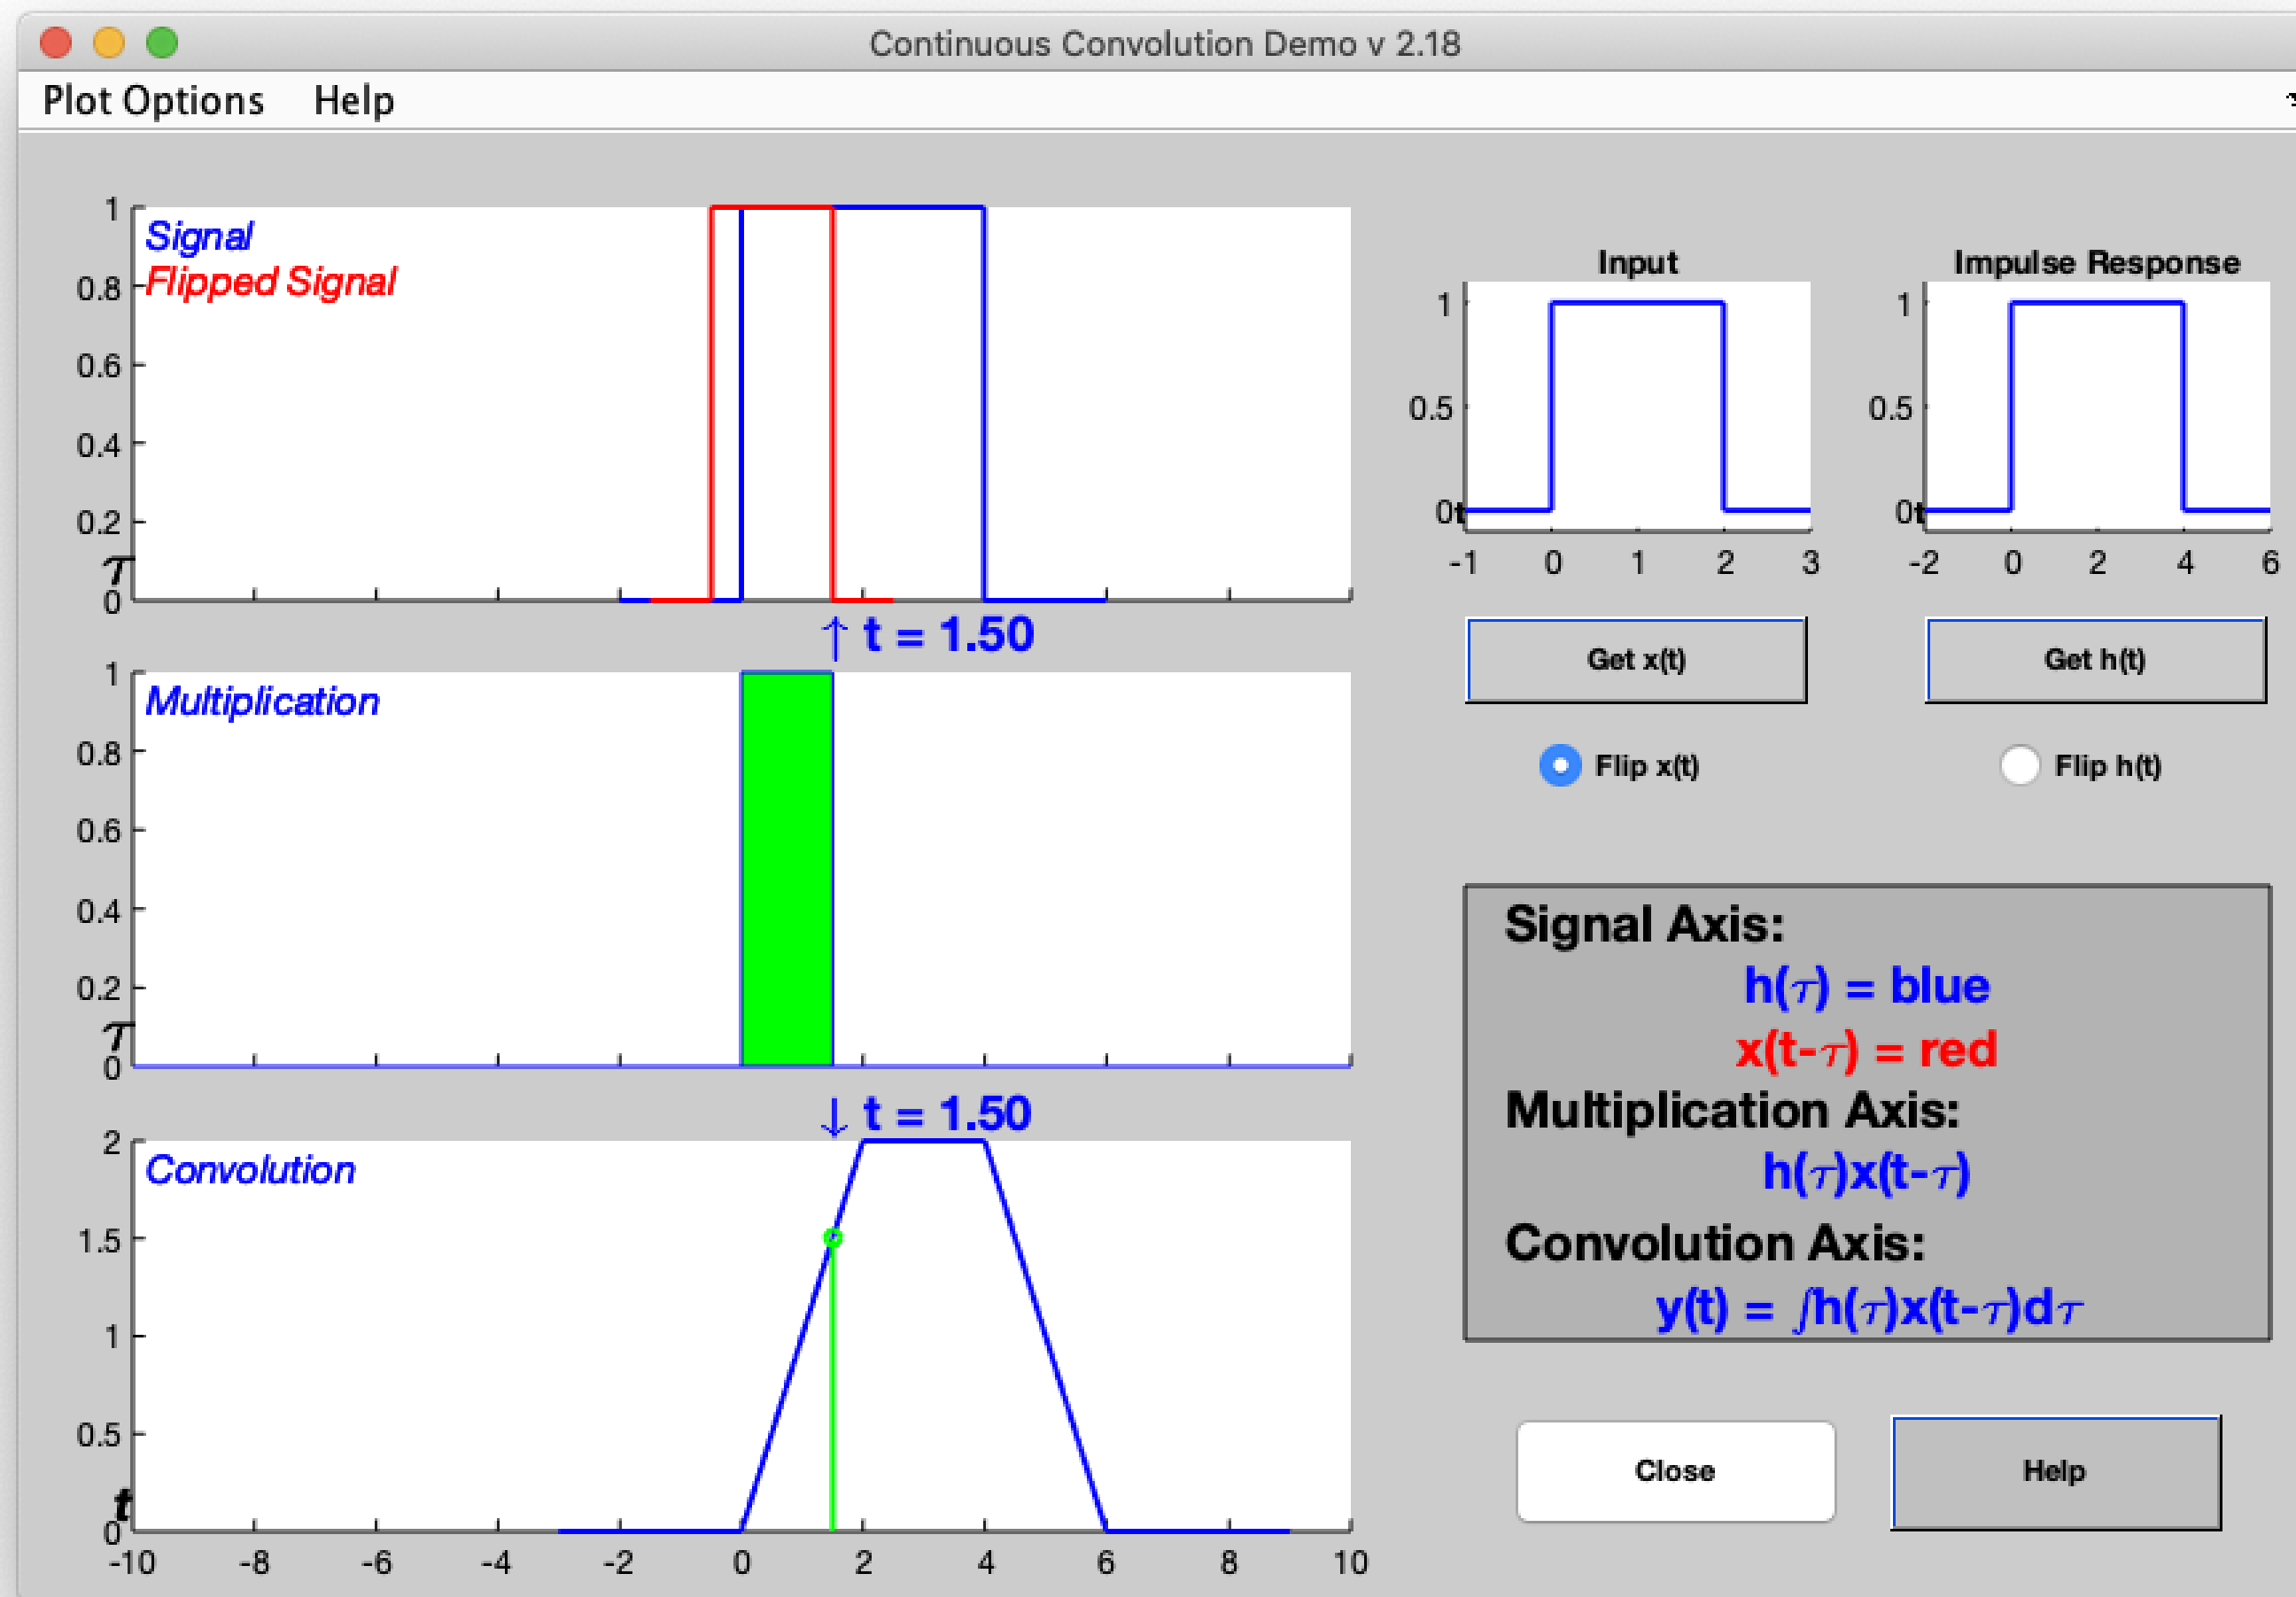 Continuous Convolution Demo v 2.18
Plot Options Help
Signal
Flipped Signal
1
0.8
0.6
0.4
0.2
τ
0
↑ t = 1.50
Multiplication
1
0.8
0.6
0.4
0.2
τ
0
↓ t = 1.50
Convolution
2
1.5
1
0.5
t
0
-10 -8 -6 -4 -2 0 2 4 6 8 10
Input
1
0.5
0t
-1 0 1 2 3
Impulse Response
1
0.5
0t
-2 0 2 4 6
Get x(t)
Get h(t)
Flip x(t)
Flip h(t)
Signal Axis:
h(τ) = blue
x(t-τ) = red
Multiplication Axis:
h(τ)x(t-τ)
Convolution Axis:
y(t) = ∫h(τ)x(t-τ)dτ
Close
Help